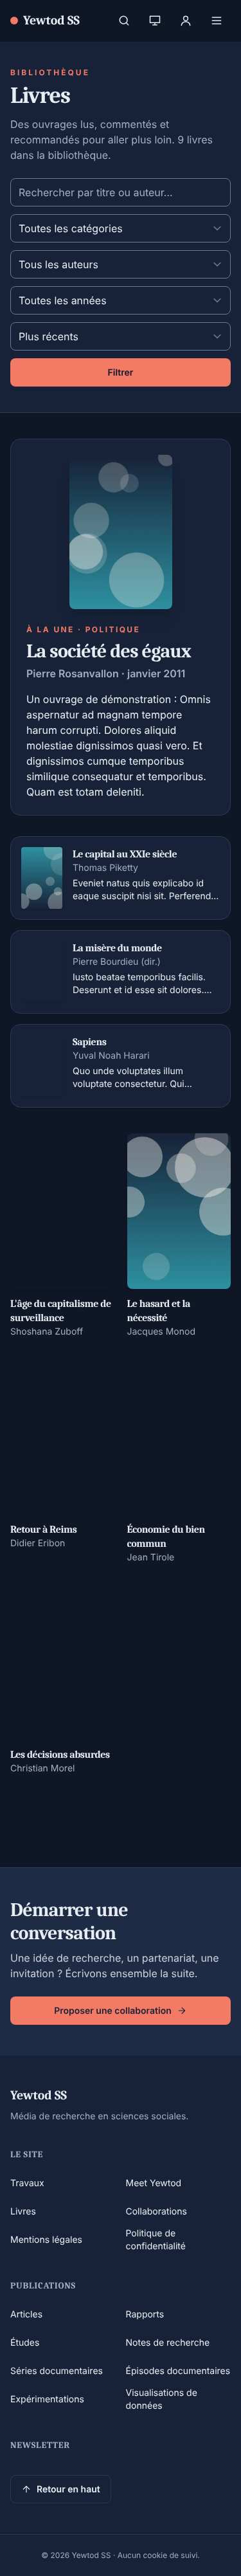 Yewtod SS
BIBLIOTHÈQUE
Livres
Des ouvrages lus, commentés et
recommandés pour aller plus loin. 9 livres
dans la bibliothèque.
Rechercher par titre ou auteur...
Toutes les catégories
Tous les auteurs
Toutes les années
Plus récents
Filtrer
À LA UNE · POLITIQUE
La société des égaux
Pierre Rosanvallon · janvier 2011
Un ouvrage de démonstration : Omnis
aspernatur ad magnam tempore
harum corrupti. Dolores aliquid
molestiae dignissimos quasi vero. Et
dignissimos cumque temporibus
similique consequatur et temporibus.
Quam est totam deleniti.
Le capital au XXIe siècle
Thomas Piketty
Eveniet natus quis explicabo id
eaque suscipit nisi sit. Perferend...
La misère du monde
Pierre Bourdieu (dir.)
Iusto beatae temporibus facilis.
Deserunt et id esse sit dolores....
Sapiens
Yuval Noah Harari
Quo unde voluptates illum
voluptate consectetur. Qui...
L'âge du capitalisme de
surveillance
Shoshana Zuboff
Le hasard et la
nécessité
Jacques Monod
Retour à Reims
Didier Eribon
Économie du bien
commun
Jean Tirole
Les décisions absurdes
Christian Morel
Démarrer une
conversation
Une idée de recherche, un partenariat, une
invitation ? Écrivons ensemble la suite.
Proposer une collaboration →
Yewtod SS
Média de recherche en sciences sociales.
LE SITE
Travaux
Meet Yewtod
Livres
Collaborations
Mentions légales
Politique de
confidentialité
PUBLICATIONS
Articles
Rapports
Études
Notes de recherche
Séries documentaires
Épisodes documentaires
Expérimentations
Visualisations de
données
NEWSLETTER
↑ Retour en haut
© 2026 Yewtod SS · Aucun cookie de suivi.